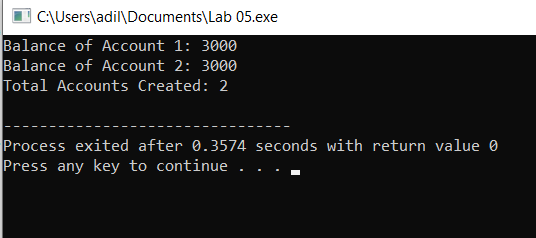 C:\Users\adil\Documents\Lab 05.exe
Balance of Account 1: 3000
Balance of Account 2: 3000
Total Accounts Created: 2
--------------------------------
Process exited after 0.3574 seconds with return value 0
Press any key to continue . . .